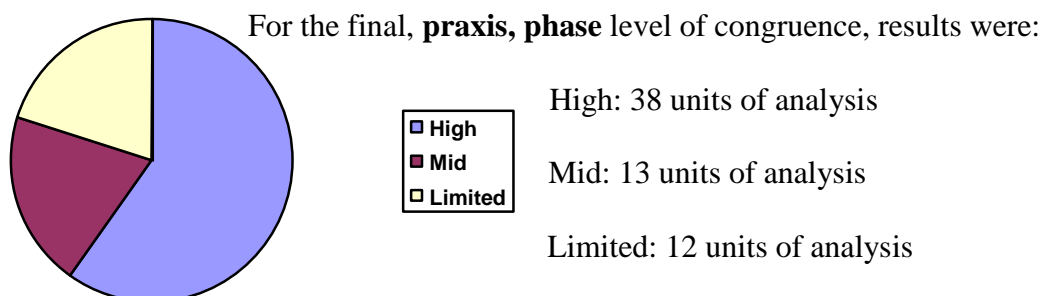 For the final, praxis, phase level of congruence, results were:
High: 38 units of analysis
High
Mid
Limited
Mid: 13 units of analysis
Limited: 12 units of analysis